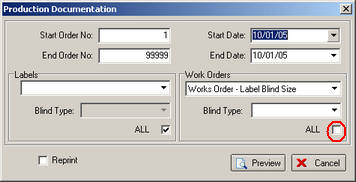 Production Documentation
Start Order No: 1 Start Date: 10/01/05
End Order No: 99999 End Date: 10/01/05
Labels Work Orders
Works Order - Label Blind Size
Blind Type: Blind Type:
ALL ALL
Reprint Preview Cancel